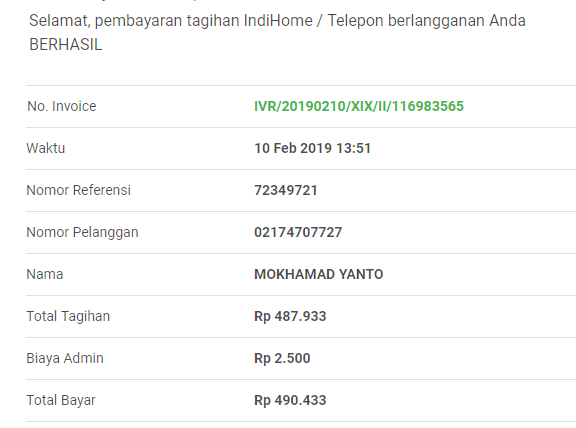 Selamat, pembayaran tagihan IndiHome / Telepon berlangganan Anda
BERHASIL
No. Invoice IVR/20190210/XIX/II/116983565
Waktu 10 Feb 2019 13:51
Nomor Referensi 72349721
Nomor Pelanggan 02174707727
Nama MOKHAMAD YANTO
Total Tagihan Rp 487.933
Biaya Admin Rp 2.500
Total Bayar Rp 490.433